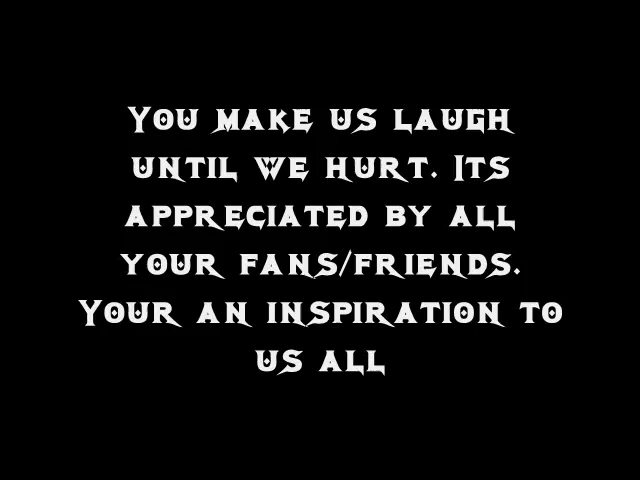 You make us laugh
until we hurt. Its
appreciated by all
your fans/friends.
Your an inspiration to
us all